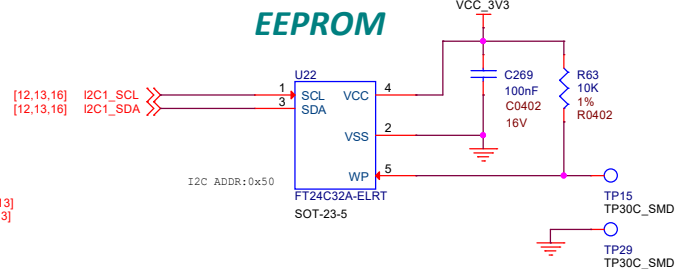 VCC_3V3
EEPROM
U22
[12,13,16] I2C1_SCL 1 SCL VCC 4
[12,13,16] I2C1_SDA 3 SDA
C269
100nF
C0402
16V
R63
10K
1%
R0402
VSS 2
I2C ADDR:0x50
WP 5
FT24C32A-ELRT
SOT-23-5
TP15
TP30C_SMD
TP29
TP30C_SMD
13]
3]